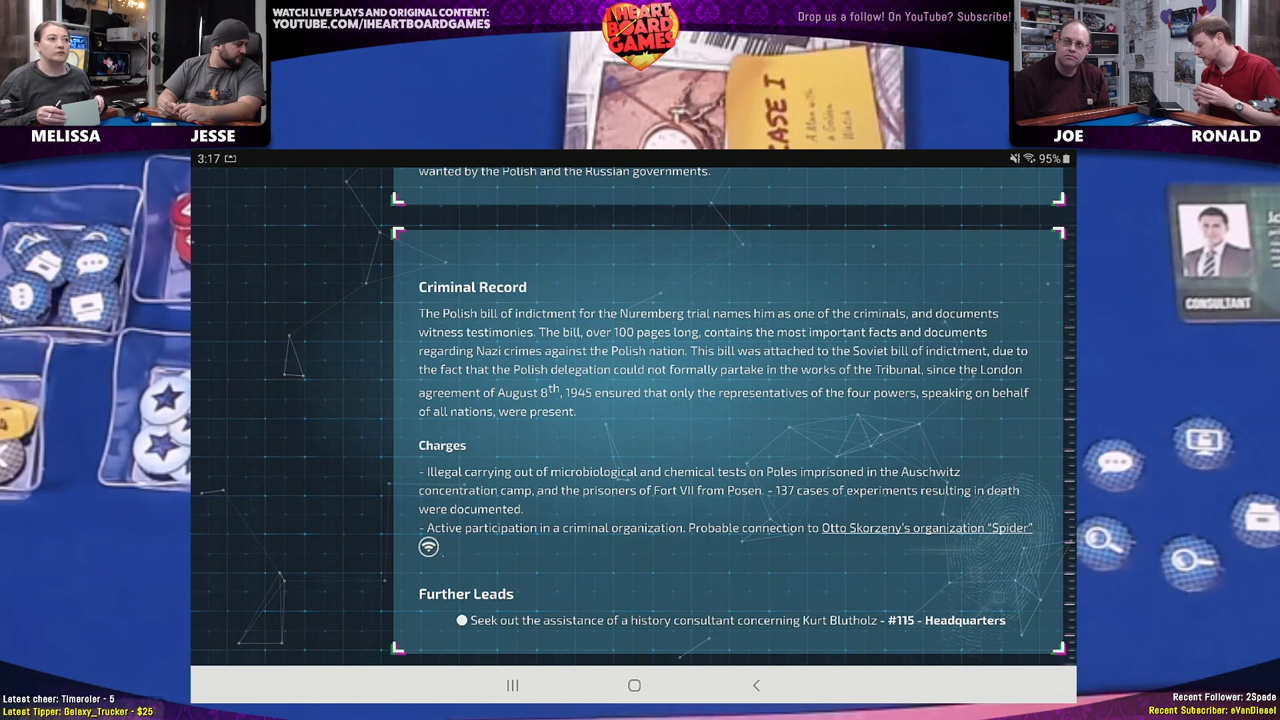 WATCH LIVE PLAYS AND ORIGINAL CONTENT:
YOUTUBE.COM/IHEARTBOARDGAMES
I HEART
BOARD
GAMES
Drop us a follow! On YouTube? Subscribe!
MELISSA
JESSE
JOE
RONALD
CASE I
CONSULTANT
3:17
95%
wanted by the Polish and the Russian governments.
Criminal Record
The Polish bill of indictment for the Nuremberg trial names him as one of the criminals, and documents
witness testimonies. The bill, over 100 pages long, contains the most important facts and documents
regarding Nazi crimes against the Polish nation. This bill was attached to the Soviet bill of indictment, due to
the fact that the Polish delegation could not formally partake in the works of the Tribunal, since the London
agreement of August 8th, 1945 ensured that only the representatives of the four powers, speaking on behalf
of all nations, were present.
Charges
- Illegal carrying out of microbiological and chemical tests on Poles imprisoned in the Auschwitz
concentration camp, and the prisoners of Fort VII from Posen. - 137 cases of experiments resulting in death
were documented.
- Active participation in a criminal organization. Probable connection to Otto Skorzeny's organization "Spider"
Further Leads
Seek out the assistance of a history consultant concerning Kurt Blutholz - #115 - Headquarters
Latest cheer: Timeroler - 5
Latest Tipper: Galexy_Trucker - $25
Recent Follower: 2Spade
Recent Subscriber: eVanDiesel